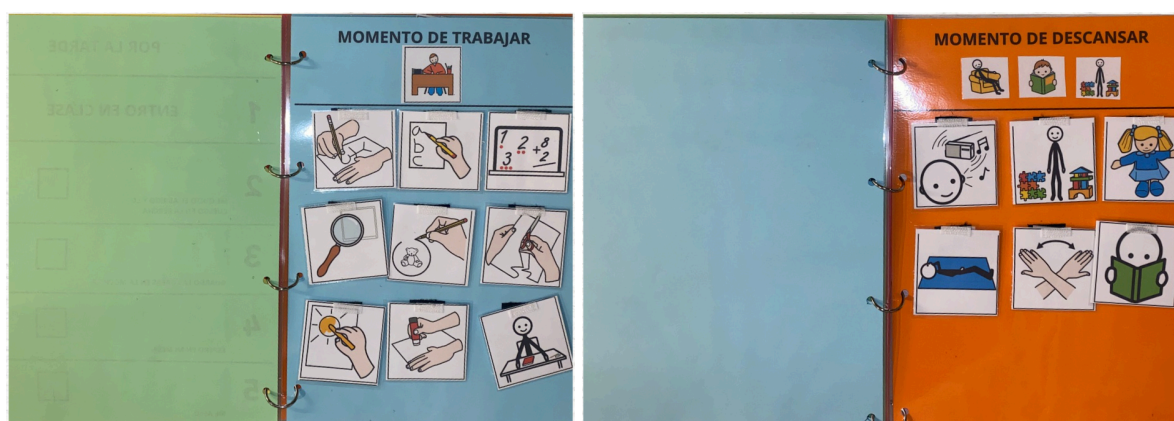 POR LA TARDE
1 ENTRO EN CLASE
2
3
4
5
MOMENTO DE TRABAJAR
1 2 3 +8 2
MOMENTO DE DESCANSAR